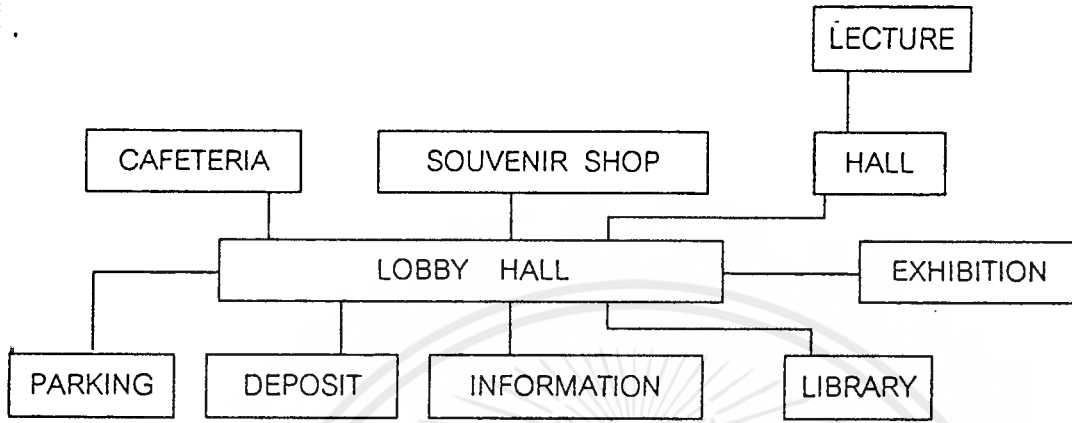 LECTURE
CAFETERIA
SOUVENIR SHOP
HALL
LOBBY HALL
EXHIBITION
PARKING
DEPOSIT
INFORMATION
LIBRARY